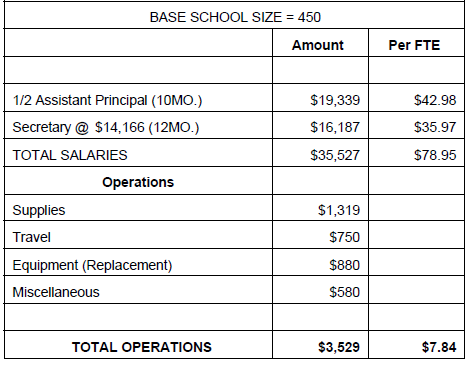 BASE SCHOOL SIZE = 450
Amount Per FTE
1/2 Assistant Principal (10MO.) $19,339 $42.98
Secretary @ $14,166 (12MO.) $16,187 $35.97
TOTAL SALARIES $35,527 $78.95
Operations
Supplies $1,319
Travel $750
Equipment (Replacement) $880
Miscellaneous $580
TOTAL OPERATIONS $3,529 $7.84